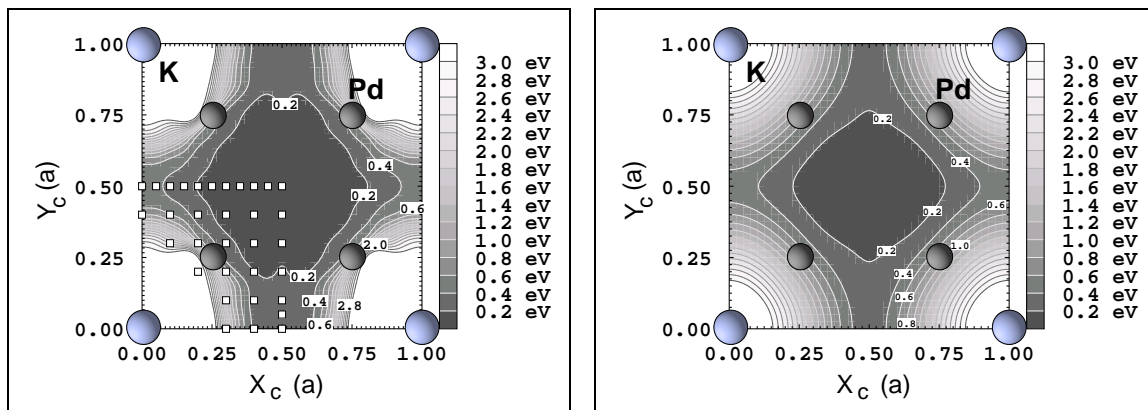 1.00
0.75
0.50
0.25
0.00
Y_c (a)
0.00 0.25 0.50 0.75 1.00
X_c (a)
K
Pd
0.2
0.4
0.2
0.6
2.0
0.2
0.4
2.8
0.6
3.0 eV
2.8 eV
2.6 eV
2.4 eV
2.2 eV
2.0 eV
1.8 eV
1.6 eV
1.4 eV
1.2 eV
1.0 eV
0.8 eV
0.6 eV
0.4 eV
0.2 eV
1.00
0.75
0.50
0.25
0.00
Y_c (a)
0.00 0.25 0.50 0.75 1.00
X_c (a)
K
Pd
0.2
0.4
0.2
0.6
1.0
0.2
0.4
0.6
0.8
3.0 eV
2.8 eV
2.6 eV
2.4 eV
2.2 eV
2.0 eV
1.8 eV
1.6 eV
1.4 eV
1.2 eV
1.0 eV
0.8 eV
0.6 eV
0.4 eV
0.2 eV